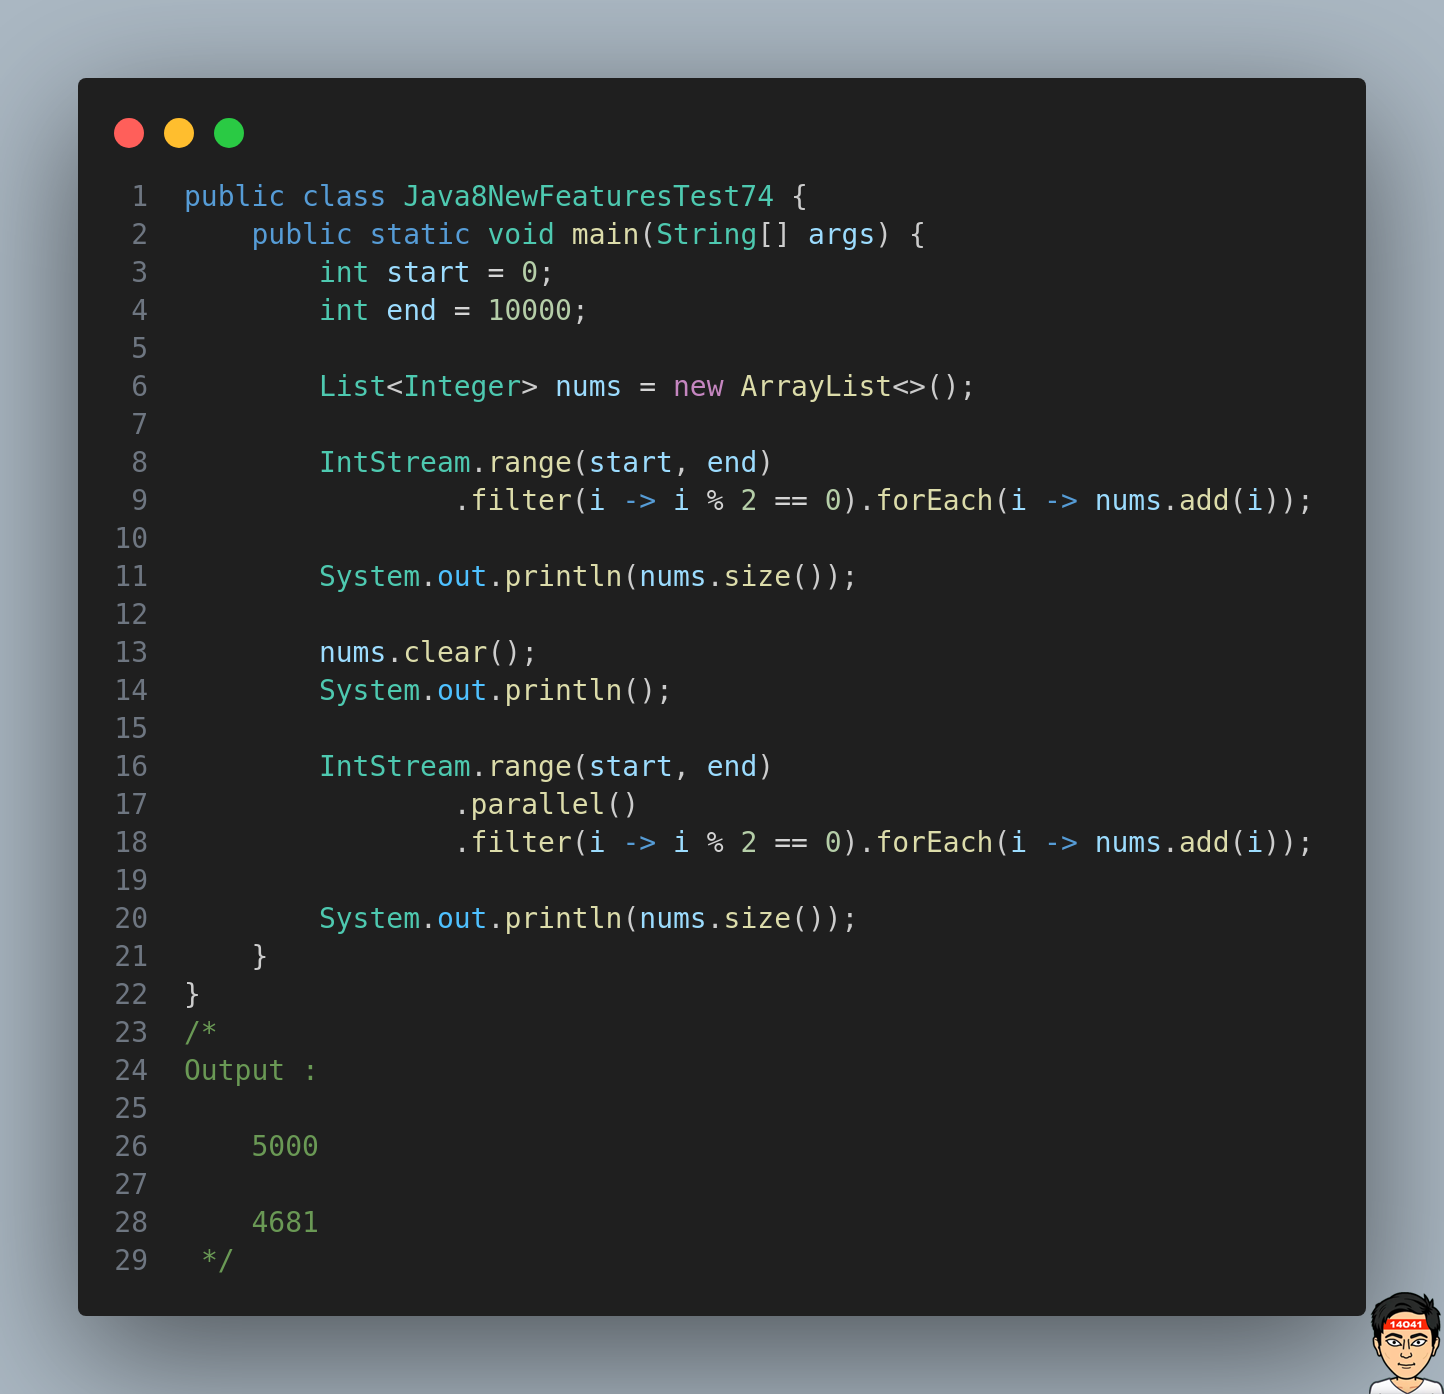 1 public class Java8NewFeaturesTest74 {
2     public static void main(String[] args) {
3         int start = 0;
4         int end = 10000;
5
6         List<Integer> nums = new ArrayList<>();
7
8         IntStream.range(start, end)
9                 .filter(i -> i % 2 == 0).forEach(i -> nums.add(i));
10
11         System.out.println(nums.size());
12
13         nums.clear();
14         System.out.println();
15
16         IntStream.range(start, end)
17                 .parallel()
18                 .filter(i -> i % 2 == 0).forEach(i -> nums.add(i));
19
20         System.out.println(nums.size());
21     }
22 }
23 /*
24 Output :
25
26     5000
27
28     4681
29  */
14041